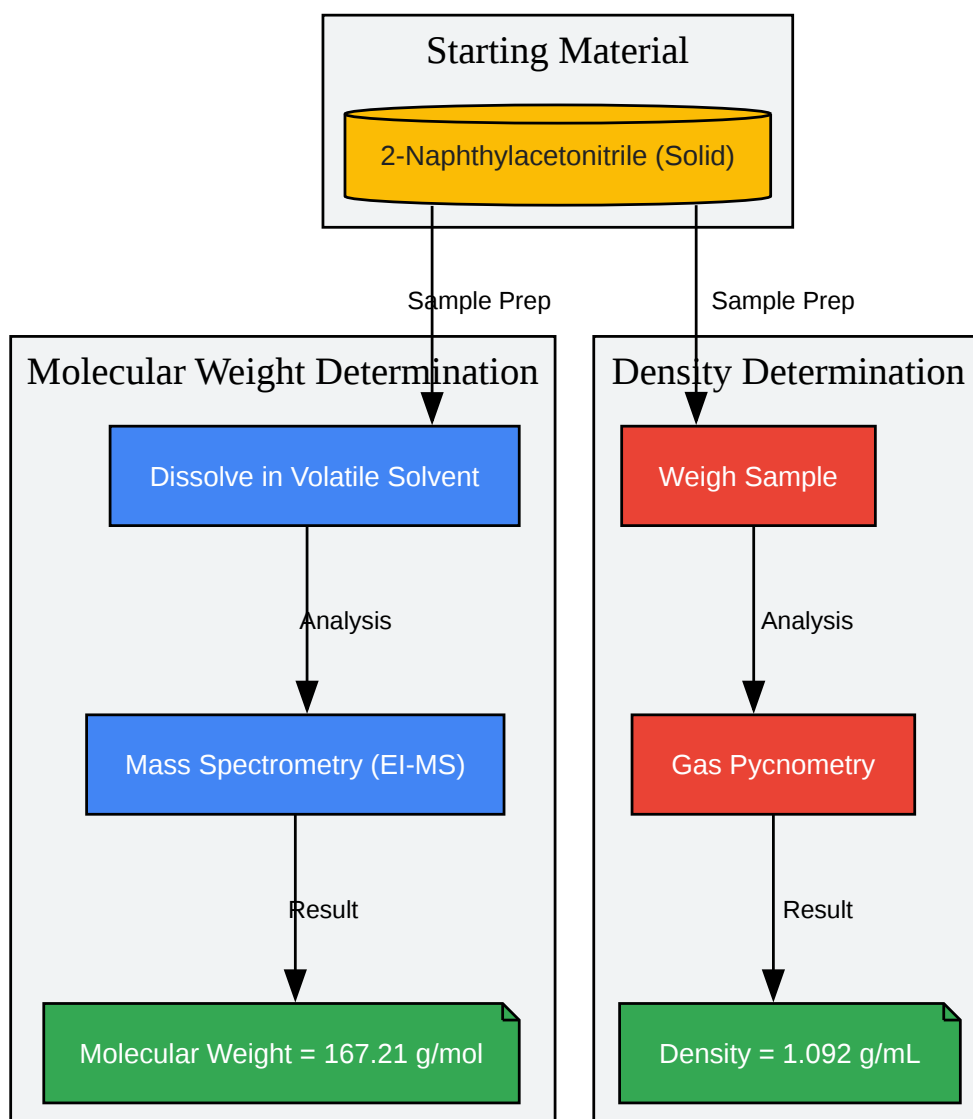 Starting Material
2-Naphthylacetonitrile (Solid)
Sample Prep
Sample Prep
Molecular Weight Determination
Density Determination
Dissolve in Volatile Solvent
Weigh Sample
Analysis
Analysis
Mass Spectrometry (EI-MS)
Gas Pycnometry
Result
Result
Molecular Weight = 167.21 g/mol
Density = 1.092 g/mL